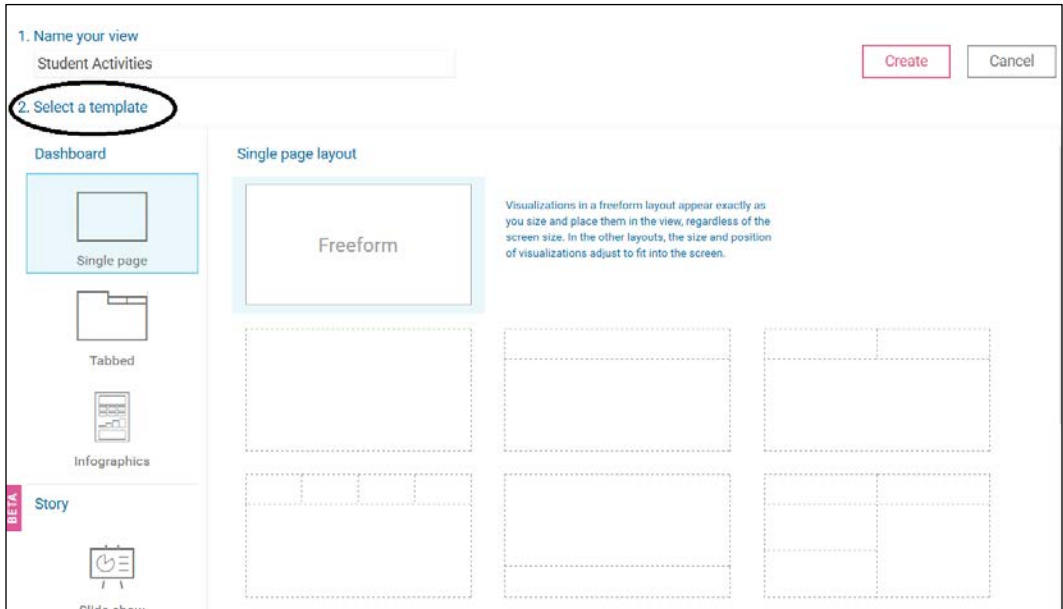 1. Name your view
Student Activities
Create
Cancel
2. Select a template
Dashboard
Single page layout
Single page
Freeform
Visualizations in a freeform layout appear exactly as
you size and place them in the view, regardless of the
screen size. In the other layouts, the size and position
of visualizations adjust to fit into the screen.
Tabbed
Infographics
BETA
Story
Slide show